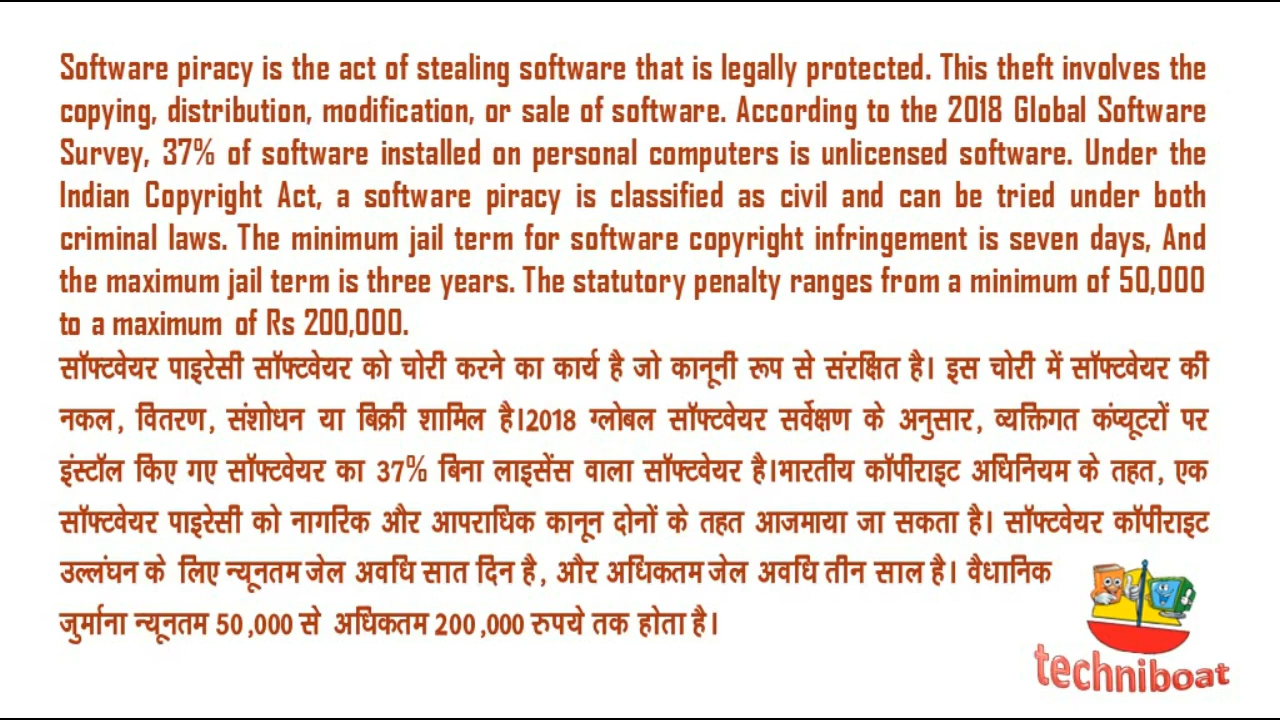 Software piracy is the act of stealing software that is legally protected. This theft involves the
copying, distribution, modification, or sale of software. According to the 2018 Global Software
Survey, 37% of software installed on personal computers is unlicensed software. Under the
Indian Copyright Act, a software piracy is classified as civil and can be tried under both
criminal laws. The minimum jail term for software copyright infringement is seven days, And
the maximum jail term is three years. The statutory penalty ranges from a minimum of 50,000
to a maximum of Rs 200,000.
सॉफ्टवेयर पाइरेसी सॉफ्टवेयर को चोरी करने का कार्य है जो कानूनी रूप से संरक्षित है। इस चोरी में सॉफ्टवेयर की
नकल, वितरण, संशोधन या बिक्री शामिल है।2018 ग्लोबल सॉफ्टवेयर सर्वेक्षण के अनुसार, व्यक्तिगत कंप्यूटरों पर
इंस्टॉल किए गए सॉफ्टवेयर का 37% बिना लाइसेंस वाला सॉफ्टवेयर है।भारतीय कॉपीराइट अधिनियम के तहत, एक
सॉफ्टवेयर पाइरेसी को नागरिक और आपराधिक कानून दोनों के तहत आजमाया जा सकता है। सॉफ्टवेयर कॉपीराइट
उल्लंघन के लिए न्यूनतम जेल अवधि सात दिन है, और अधिकतम जेल अवधि तीन साल है। वैधानिक
जुर्माना न्यूनतम 50,000 से अधिकतम 200,000 रुपये तक होता है।
techniboat